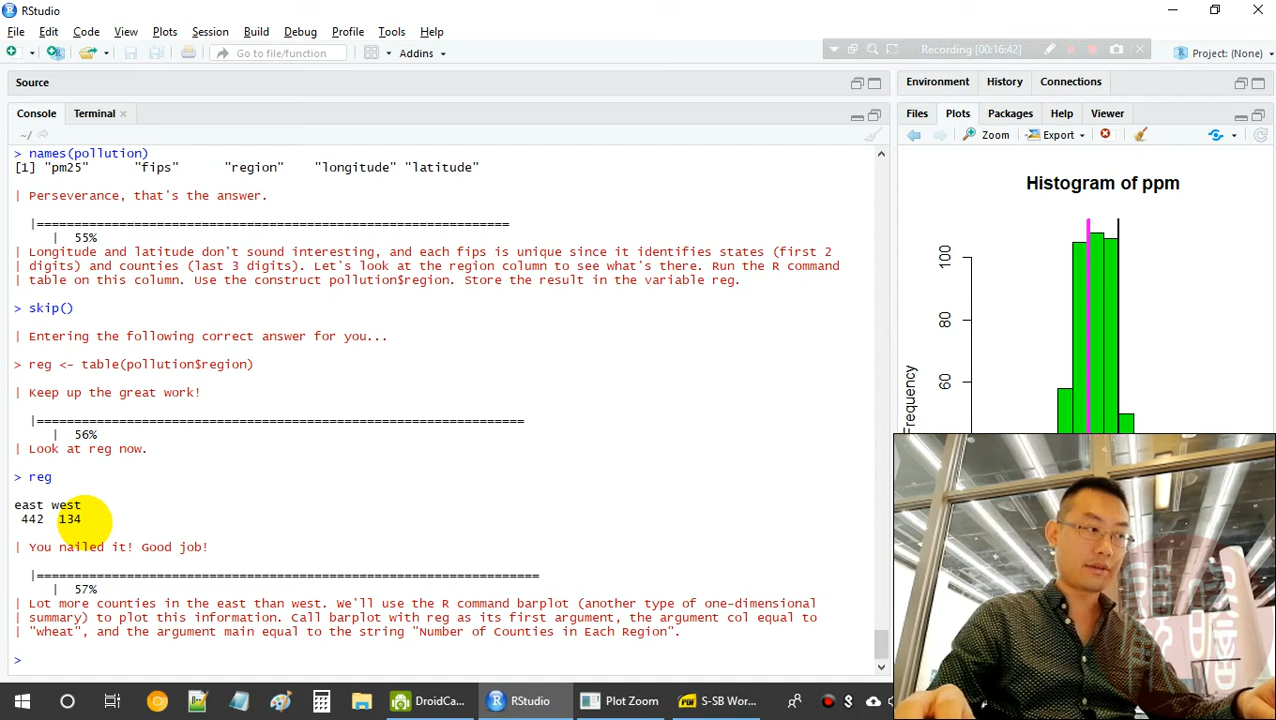 RStudio
File Edit Code View Plots Session Build Debug Profile Tools Help
Go to file/function
Addins
Recording [00:16:42]
Project: (None)
Source
Console Terminal
~/
> names(pollution)
[1] "pm25" "fips" "region" "longitude" "latitude"
| Perseverance, that's the answer.
|===============================================================
| 55%
| Longitude and latitude don't sound interesting, and each fips is unique since it identifies states (first 2
| digits) and counties (last 3 digits). Let's look at the region column to see what's there. Run the R command
| table on this column. Use the construct pollution$region. Store the result in the variable reg.
> skip()
| Entering the following correct answer for you...
> reg <- table(pollution$region)
| Keep up the great work!
|=================================================================
| 56%
| Look at reg now.
> reg
east west
442 134
| You nailed it! Good job!
|===================================================================
| 57%
| Lot more counties in the east than west. We'll use the R command barplot (another type of one-dimensional
| summary) to plot this information. Call barplot with reg as its first argument, the argument col equal to
| "wheat", and the argument main equal to the string "Number of Counties in Each Region".
>
Environment History Connections
Files Plots Packages Help Viewer
Zoom Export
Histogram of ppm
100
80
60
Frequency
DroidCa...
RStudio
Plot Zoom
S-SB Wor...